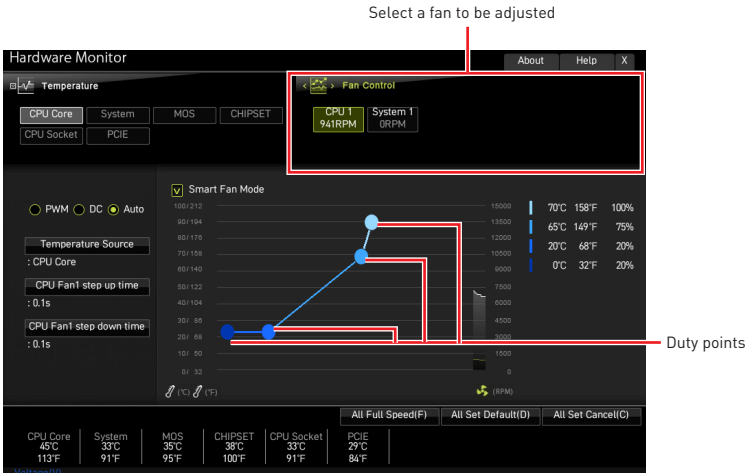 Select a fan to be adjusted
Hardware Monitor
About Help X
Temperature
Fan Control
CPU Core System MOS CHIPSET
CPU Socket PCIE
CPU 1 System 1
941RPM 0RPM
Smart Fan Mode
PWM DC Auto
Temperature Source
: CPU Core
CPU Fan1 step up time
: 0.1s
CPU Fan1 step down time
: 0.1s
100/212 15000
90/194 13500
80/176 12000
70/158 10500
60/140 9000
50/122 7500
40/104 6000
30/ 86 4500
20/ 68 3000
10/ 50 1500
0/ 32 0
(°C) (°F) (RPM)
70°C 158°F 100%
65°C 149°F 75%
20°C 68°F 20%
0°C 32°F 20%
Duty points
All Full Speed(F) All Set Default(D) All Set Cancel(C)
CPU Core System MOS CHIPSET CPU Socket PCIE
45°C 33°C 35°C 38°C 33°C 29°C
113°F 91°F 95°F 100°F 91°F 84°F
Voltage(V)